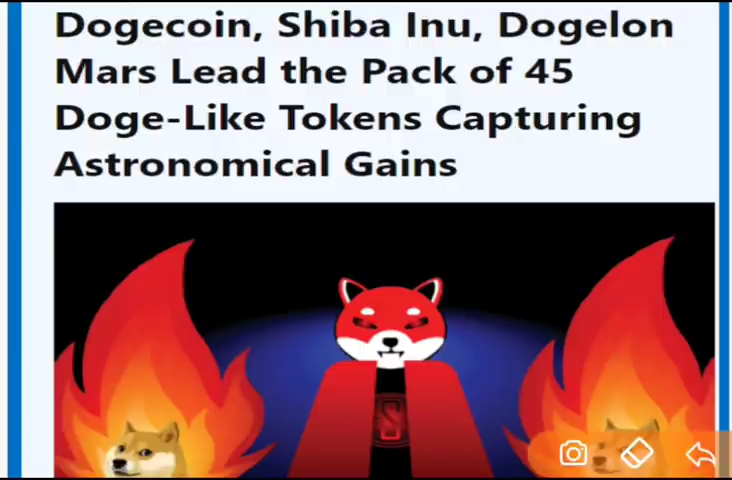 Dogecoin, Shiba Inu, Dogelon
Mars Lead the Pack of 45
Doge-Like Tokens Capturing
Astronomical Gains
S